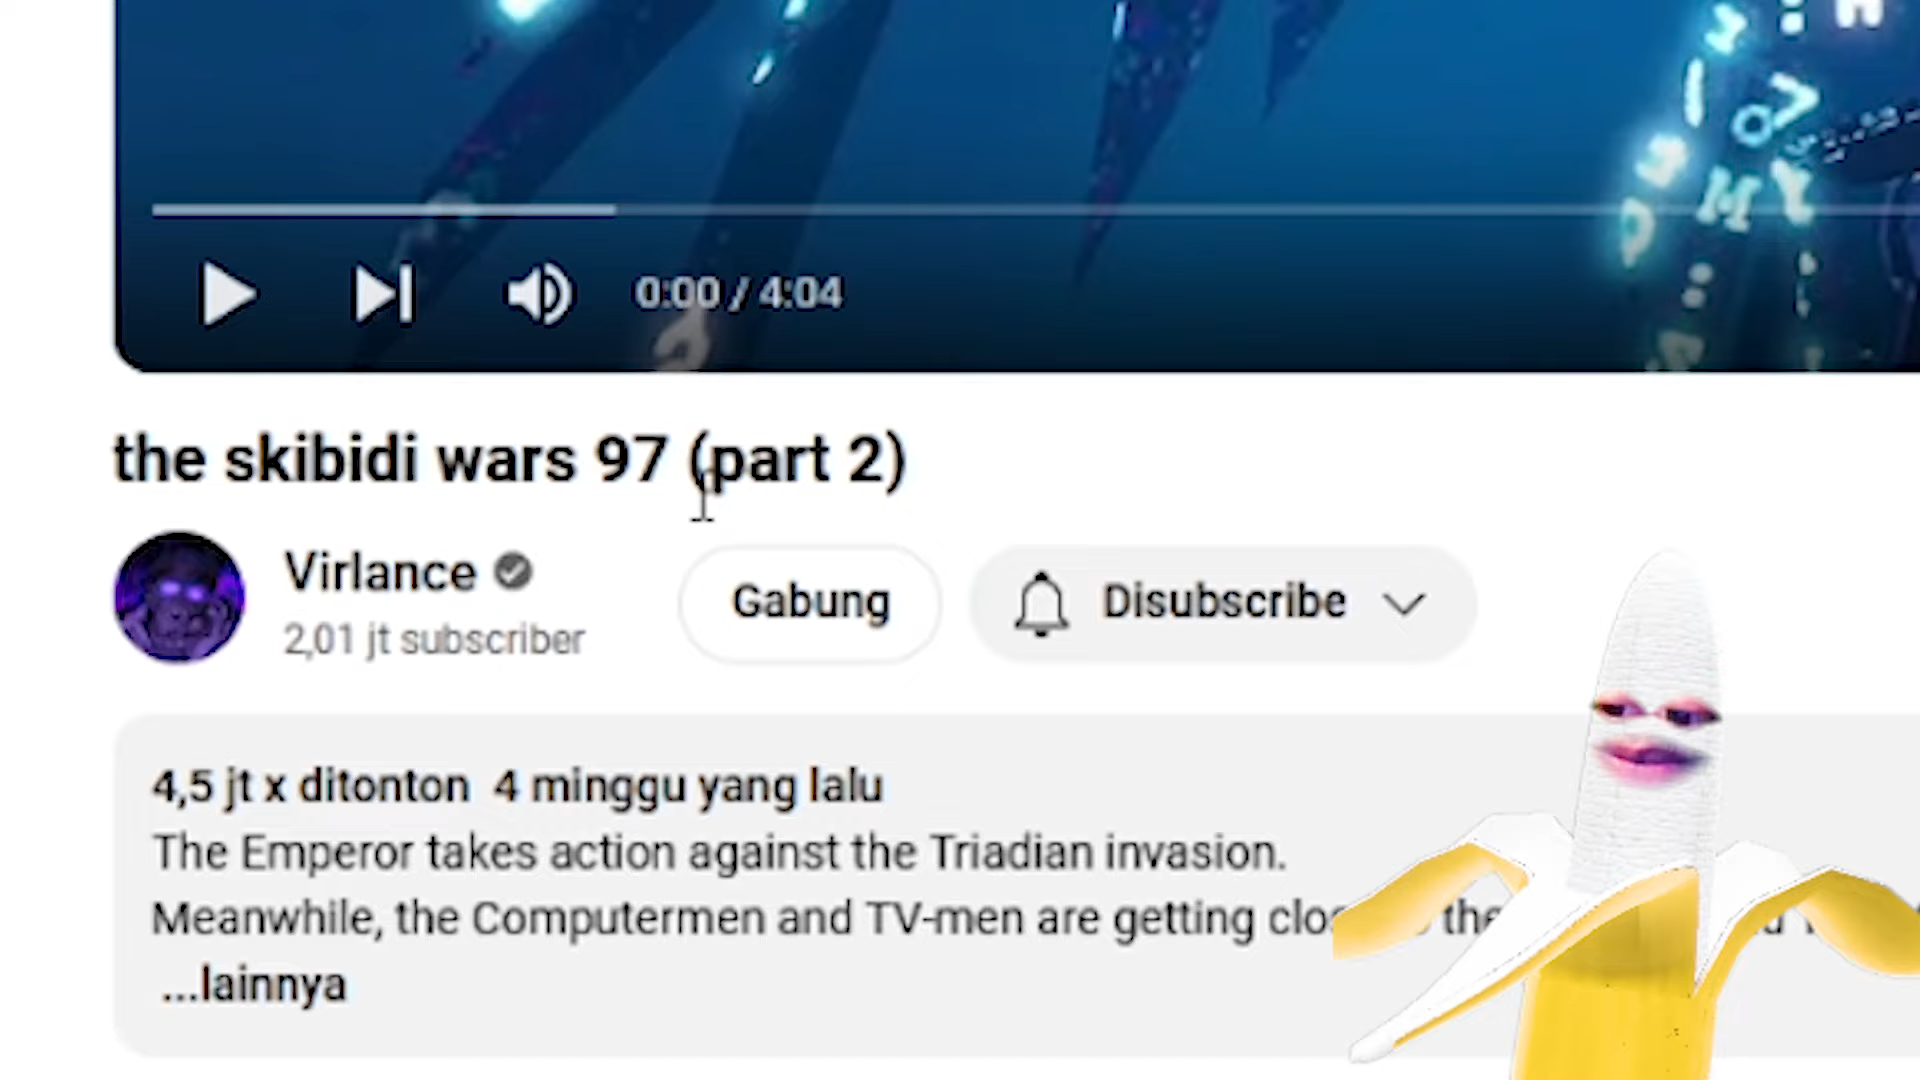 0:00 / 4:04
the skibidi wars 97 (part 2)
Virlance
2,01 jt subscriber
Gabung
Disubscribe
4,5 jt x ditonton 4 minggu yang lalu
The Emperor takes action against the Triadian invasion.
Meanwhile, the Computermen and TV-men are getting
...lainnya